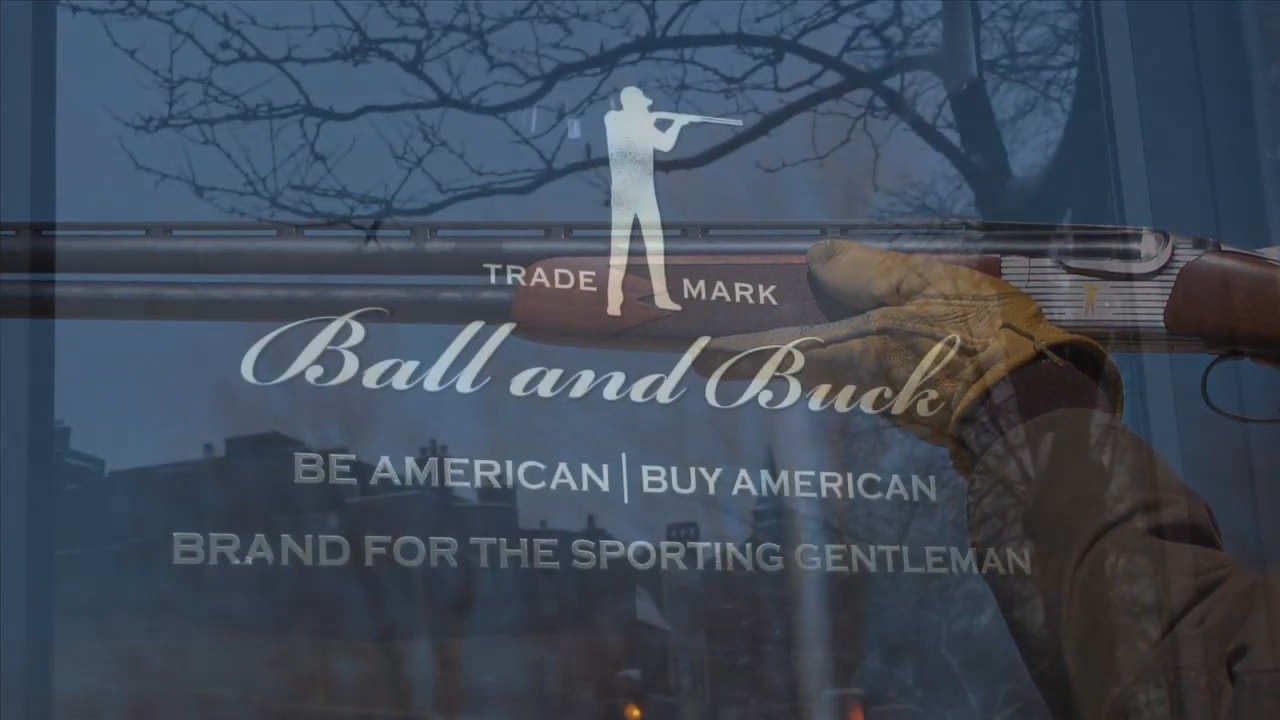 TRADE MARK
Ball and Buck
BE AMERICAN | BUY AMERICAN
BRAND FOR THE SPORTING GENTLEMAN